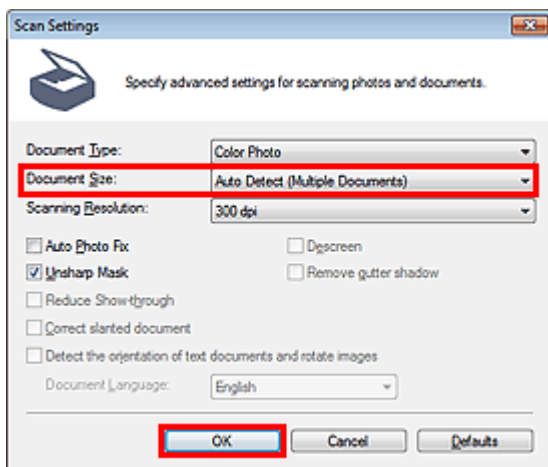 Scan Settings
Specify advanced settings for scanning photos and documents.
Document Type: Color Photo
Document Size: Auto Detect (Multiple Documents)
Scanning Resolution: 300 dpi
Auto Photo Fix Descreen
Unsharp Mask Remove gutter shadow
Reduce Show-through
Correct slanted document
Detect the orientation of text documents and rotate images
Document Language: English
OK Cancel Defaults